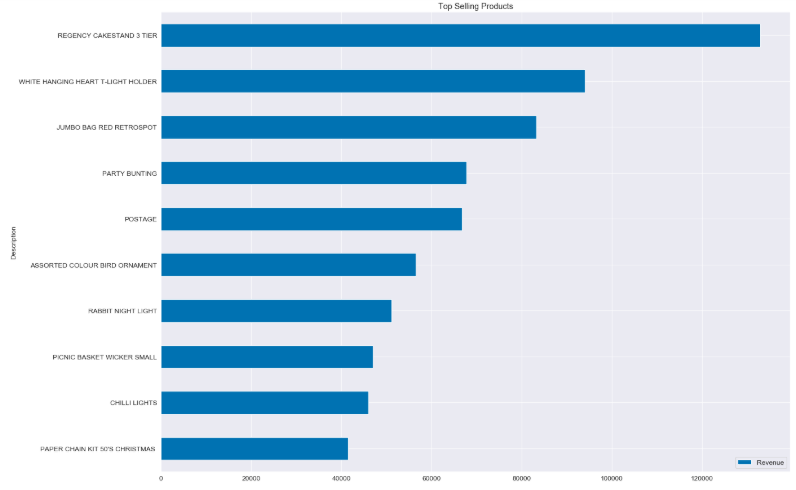 Top Selling Products
REGENCY CAKESTAND 3 TIER
WHITE HANGING HEART T-LIGHT HOLDER
JUMBO BAG RED RETROSPOT
PARTY BUNTING
POSTAGE
ASSORTED COLOUR BIRD ORNAMENT
RABBIT NIGHT LIGHT
PICNIC BASKET WICKER SMALL
CHILLI LIGHTS
PAPER CHAIN KIT 50'S CHRISTMAS
Description
0 20000 40000 60000 80000 100000 120000
Revenue